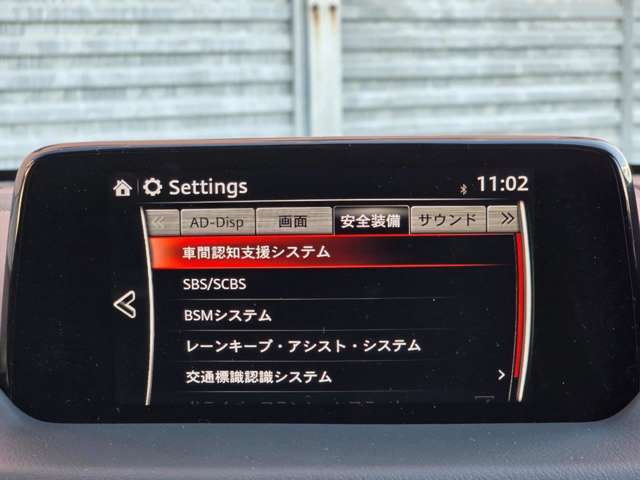 Settings 11:02
AD-Disp 画面 安全装備 サウンド
車間認知支援システム
SBS/SCBS
BSMシステム
レーンキープ・アシスト・システム
交通標識認識システム